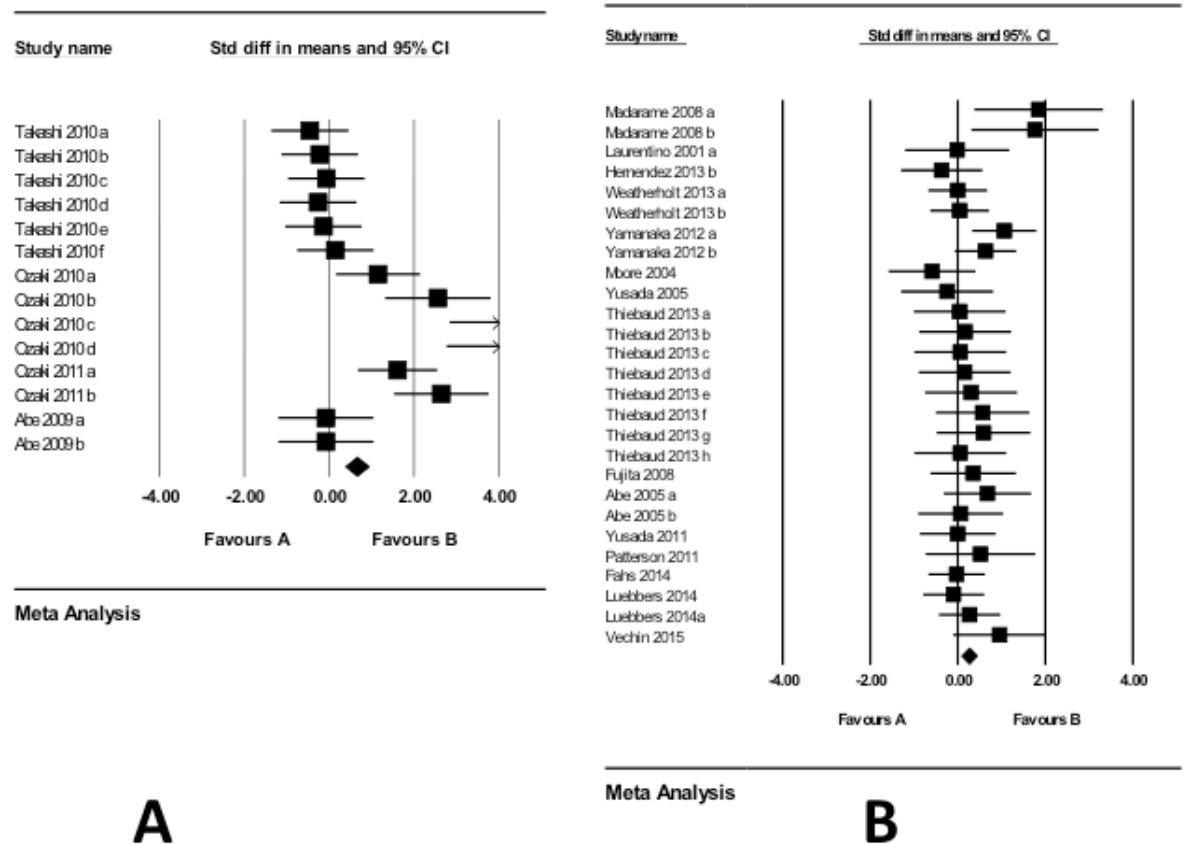 Study name Std diff in means and 95% CI
Takashi 2010 a
Takashi 2010 b
Takashi 2010 c
Takashi 2010 d
Takashi 2010 e
Takashi 2010 f
Ozaki 2010 a
Ozaki 2010 b
Ozaki 2010 c
Ozaki 2010 d
Ozaki 2011 a
Ozaki 2011 b
Abe 2009 a
Abe 2009 b
-4.00 -2.00 0.00 2.00 4.00
Favours A Favours B
Meta Analysis
A
Study name Std diff in means and 95% CI
Madarame 2008 a
Madarame 2008 b
Laurentino 2001 a
Hernendez 2013 b
Weatherholt 2013 a
Weatherholt 2013 b
Yamanaka 2012 a
Yamanaka 2012 b
Moore 2004
Yusada 2005
Thiebaud 2013 a
Thiebaud 2013 b
Thiebaud 2013 c
Thiebaud 2013 d
Thiebaud 2013 e
Thiebaud 2013 f
Thiebaud 2013 g
Thiebaud 2013 h
Fujita 2008
Abe 2005 a
Abe 2005 b
Yusada 2011
Patterson 2011
Fahs 2014
Luebbers 2014
Luebbers 2014a
Vechin 2015
-4.00 -2.00 0.00 2.00 4.00
Favours A Favours B
Meta Analysis
B